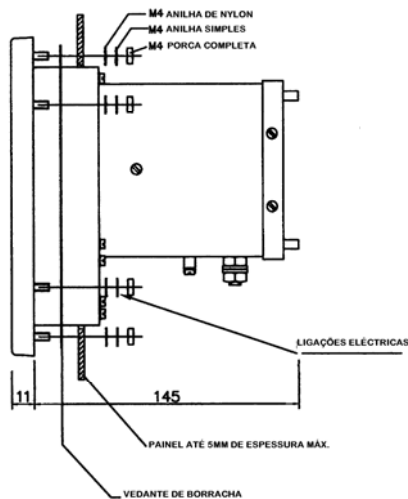 M4 ANILHA DE NYLON
M4 ANILHA SIMPLES
M4 PORCA COMPLETA
LIGAÇÕES ELÉCTRICAS
11
145
PAINEL ATÉ 5MM DE ESPESSURA MÁX.
VEDANTE DE BORRACHA